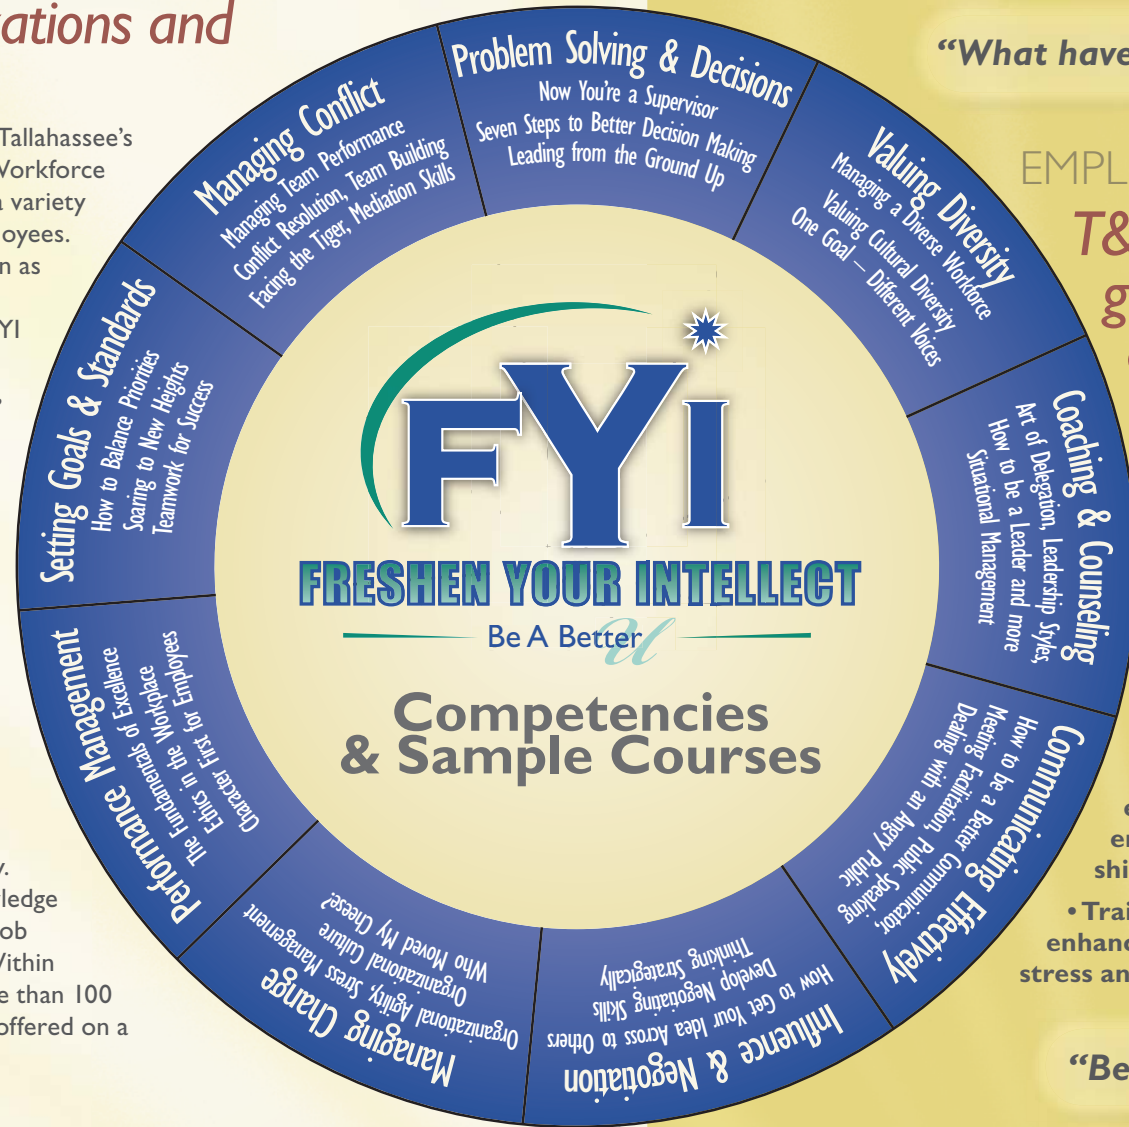 ations and
Tallahassee's
Workforce
a variety
oyees.
n as
YI
y.
ledge
ob
Within
e than 100
offered on a
Problem Solving & Decisions
Now You're a Supervisor
Seven Steps to Better Decision Making
Leading from the Ground Up
Valuing Diversity
Managing a Diverse Workforce
Valuing Cultural Diversity
One Goal – Different Voices
Coaching & Counseling
Art of Delegation, Leadership Styles,
How to be a Leader and more
Situational Management
Communicating Effectively
How to be a Better Communicator,
Meeting Facilitation, Public Speaking
Dealing with an Angry Public
Influence & Negotiation
How to Get Your Idea Across to Others
Develop Negotiating Skills
Thinking Strategically
Managing Change
Organizational Agility, Stress Management
Organizational Culture
Who Moved My Cheese?
Performance Management
The Fundamentals of Excellence
Ethics in the Workplace
Character First for Employees
Setting Goals & Standards
How to Balance Priorities
Soaring to New Heights
Teamwork for Success
Managing Conflict
Managing Team Performance
Conflict Resolution, Team Building
Facing the Tiger, Mediation Skills
FYi
FRESHEN YOUR INTELLECT
Be A Better u
Competencies
& Sample Courses
"What have
EMPL
T&
g
e
en
shi
• Trai
enhanc
stress an
"Be